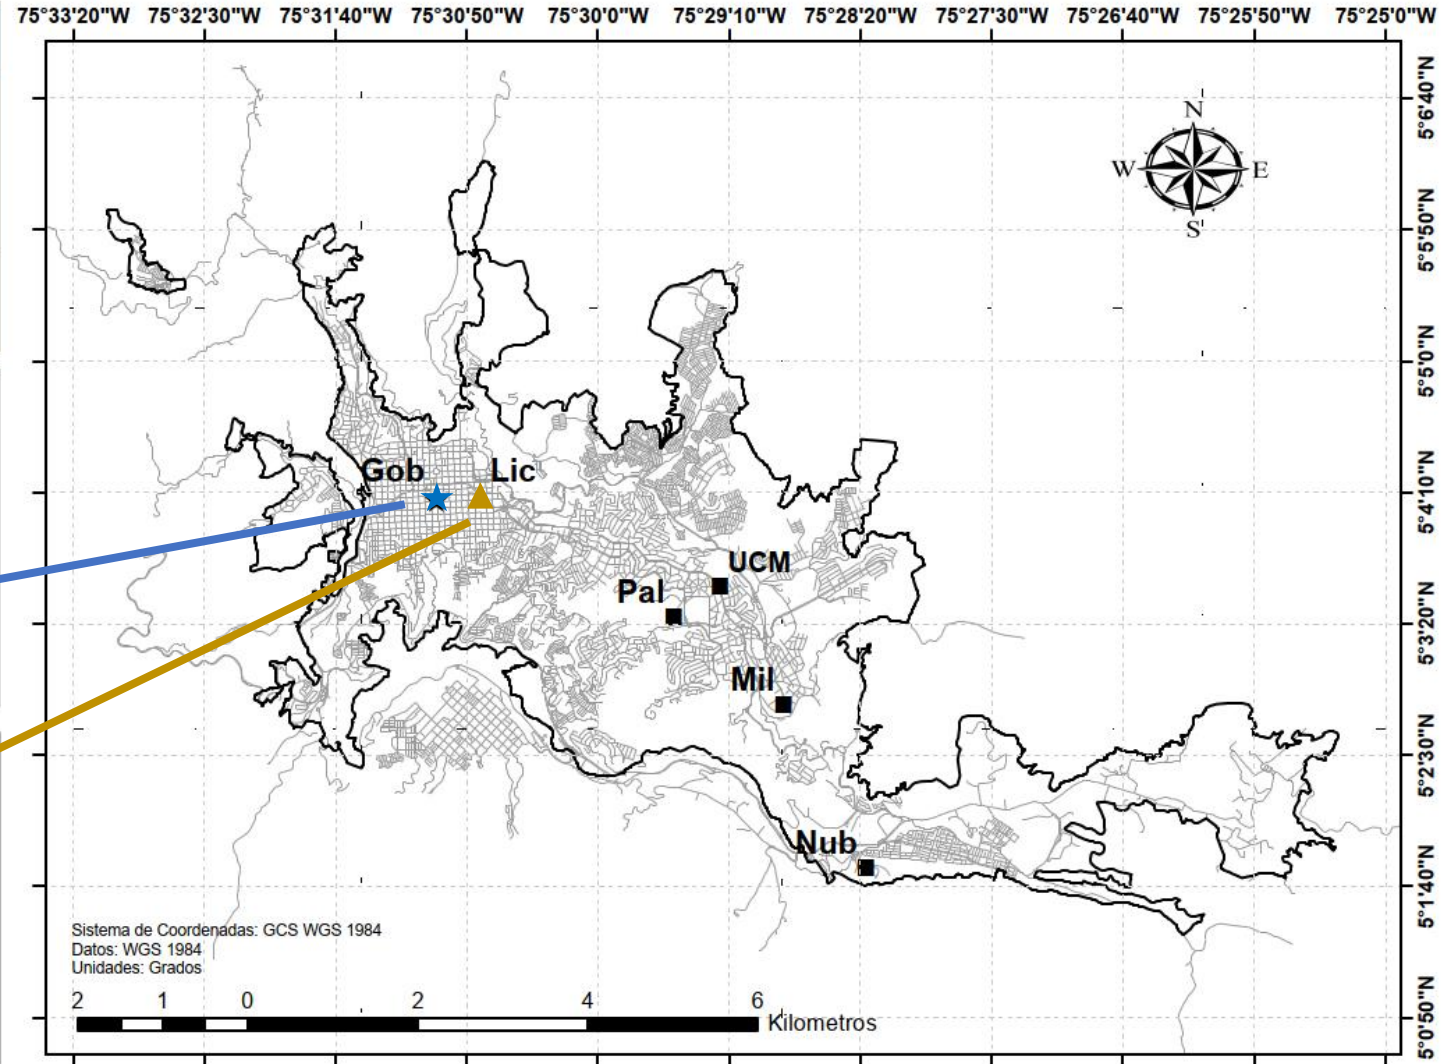 75°33'20"W 75°32'30"W 75°31'40"W 75°30'50"W 75°30'0"W 75°29'10"W 75°28'20"W 75°27'30"W 75°26'40"W 75°25'50"W 75°25'0"W
5°6'40"N
N
W E
S
5°5'50"N
5°5'0"N
Gob Lic
5°4'10"N
UCM
Pal
5°3'20"N
Mil
5°2'30"N
Nub
5°1'40"N
Sistema de Coordenadas: GCS WGS 1984
Datos: WGS 1984
Unidades: Grados
2 1 0 2 4 6
Kilometros
5°0'50"N